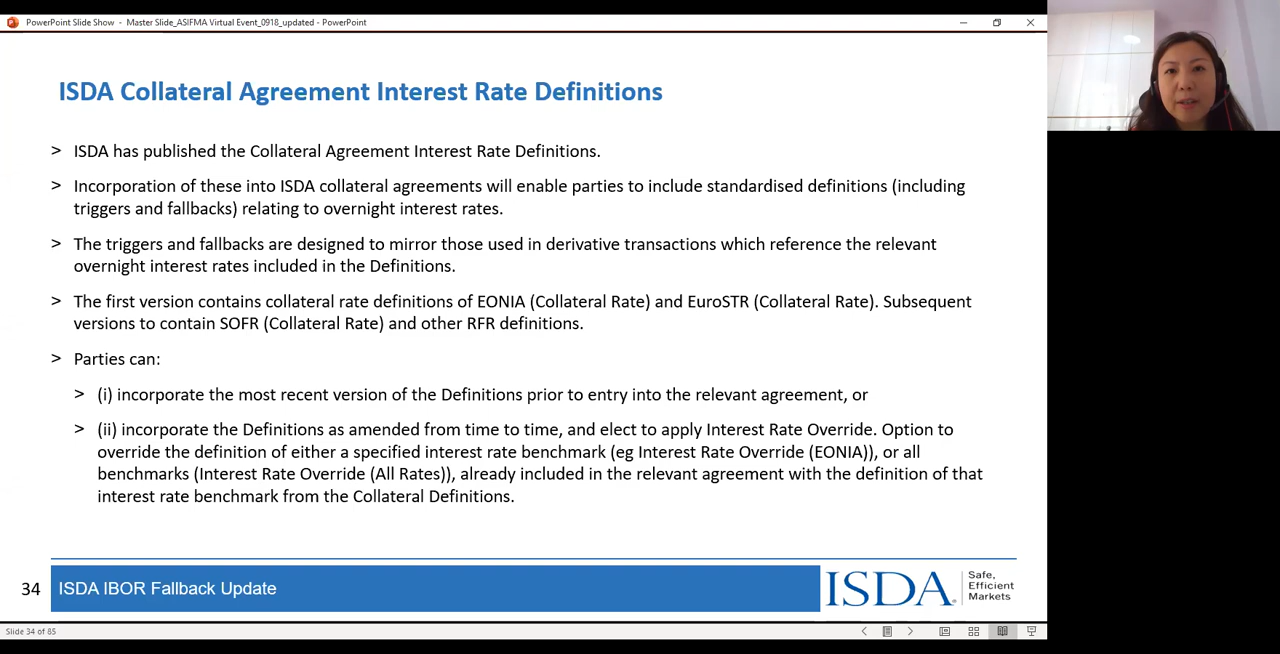 PowerPoint Slide Show - Master Slide_ASIFMA Virtual Event_0918_updated - PowerPoint
ISDA Collateral Agreement Interest Rate Definitions
> ISDA has published the Collateral Agreement Interest Rate Definitions.
> Incorporation of these into ISDA collateral agreements will enable parties to include standardised definitions (including
triggers and fallbacks) relating to overnight interest rates.
> The triggers and fallbacks are designed to mirror those used in derivative transactions which reference the relevant
overnight interest rates included in the Definitions.
> The first version contains collateral rate definitions of EONIA (Collateral Rate) and EuroSTR (Collateral Rate). Subsequent
versions to contain SOFR (Collateral Rate) and other RFR definitions.
> Parties can:
> (i) incorporate the most recent version of the Definitions prior to entry into the relevant agreement, or
> (ii) incorporate the Definitions as amended from time to time, and elect to apply Interest Rate Override. Option to
override the definition of either a specified interest rate benchmark (eg Interest Rate Override (EONIA)), or all
benchmarks (Interest Rate Override (All Rates)), already included in the relevant agreement with the definition of that
interest rate benchmark from the Collateral Definitions.
34 ISDA IBOR Fallback Update
ISDA®
Safe,
Efficient
Markets
Slide 34 of 85